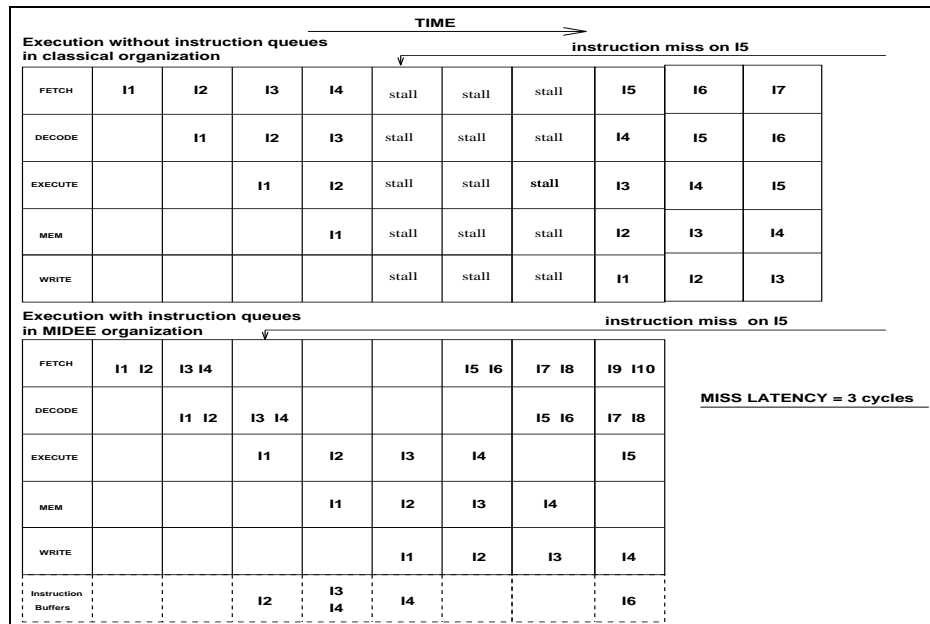 TIME
Execution without instruction queues
in classical organization
instruction miss on I5
FETCH I1 I2 I3 I4 stall stall stall I5 I6 I7
DECODE I1 I2 I3 stall stall stall I4 I5 I6
EXECUTE I1 I2 stall stall stall I3 I4 I5
MEM I1 stall stall stall I2 I3 I4
WRITE stall stall stall I1 I2 I3
Execution with instruction queues
in MIDEE organization
instruction miss on I5
FETCH I1 I2 I3 I4 I5 I6 I7 I8 I9 I10
DECODE I1 I2 I3 I4 I5 I6 I7 I8
MISS LATENCY = 3 cycles
EXECUTE I1 I2 I3 I4 I5
MEM I1 I2 I3 I4
WRITE I1 I2 I3 I4
Instruction
Buffers
I2
I3
I4
I4
I6